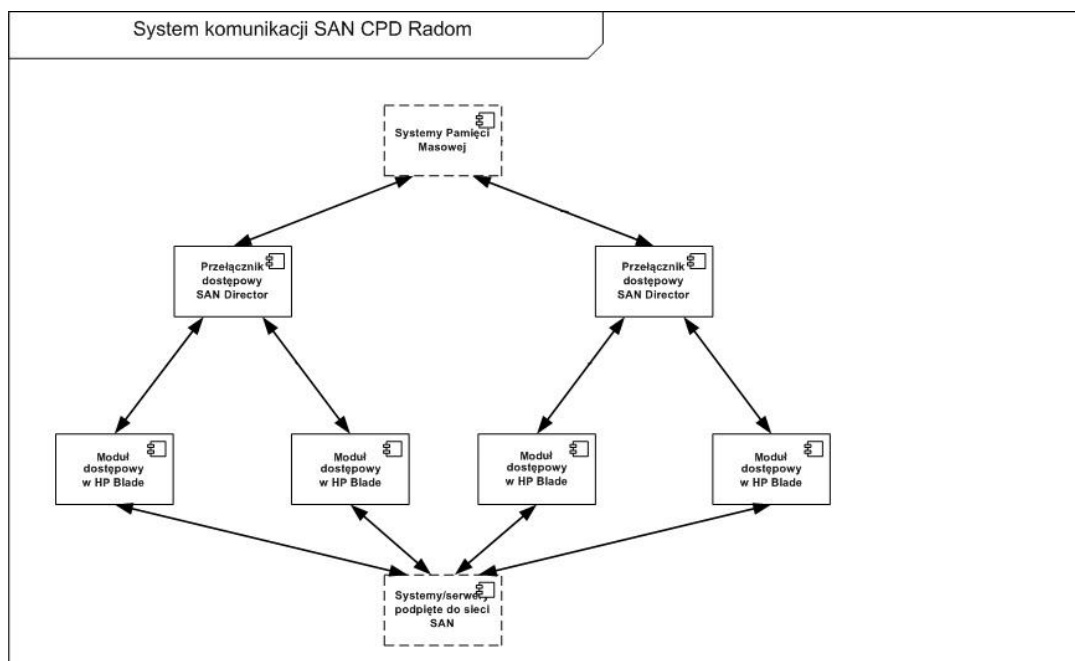 System komunikacji SAN CPD Radom
Systemy Pamięci
Masowej
Przełącznik
dostępowy
SAN Director
Przełącznik
dostępowy
SAN Director
Moduł
dostępowy
w HP Blade
Moduł
dostępowy
w HP Blade
Moduł
dostępowy
w HP Blade
Moduł
dostępowy
w HP Blade
Systemy/serwery
podpięte do sieci
SAN